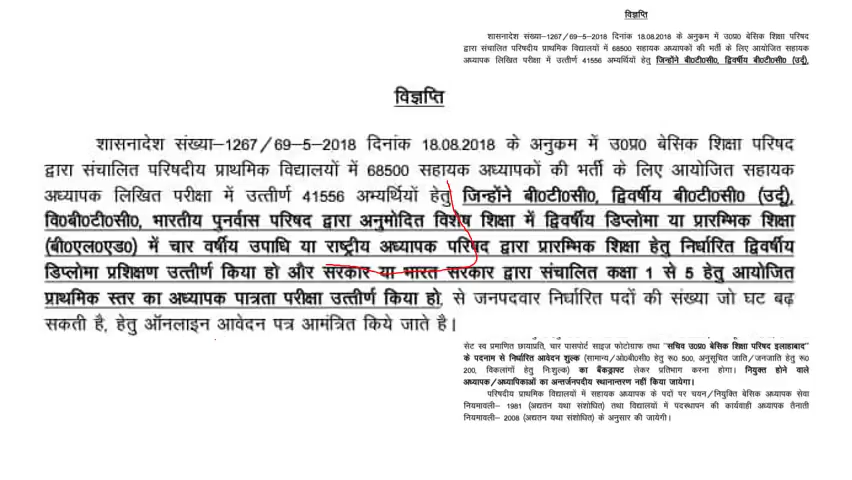 विज्ञप्ति
शासनादेश संख्या–1267/69–5–2018 दिनांक 18.08.2018 के अनुकम में उ0प्र0 बेसिक शिक्षा परिषद
द्वारा संचालित परिषदीय प्राथमिक विद्यालयों में 68500 सहायक अध्यापकों की भर्ती के लिए आयोजित सहायक
अध्यापक लिखित परीक्षा में उत्तीर्ण 41556 अभ्यर्थियों हेतु जिन्होंने बी0टी0सी0, द्विवर्षीय बी0टी0सी0 (उर्दू),
विज्ञप्ति
शासनादेश संख्या–1267/69–5–2018 दिनांक 18.08.2018 के अनुकम में उ0प्र0 बेसिक शिक्षा परिषद
द्वारा संचालित परिषदीय प्राथमिक विद्यालयों में 68500 सहायक अध्यापकों की भर्ती के लिए आयोजित सहायक
अध्यापक लिखित परीक्षा में उत्तीर्ण 41556 अभ्यर्थियों हेतु जिन्होंने बी0टी0सी0, द्विवर्षीय बी0टी0सी0 (उर्दू),
वि0बी0टी0सी0, भारतीय पुनर्वास परिषद द्वारा अनुमोदित विशेष शिक्षा में द्विवर्षीय डिप्लोमा या प्रारम्भिक शिक्षा
(बी0एल0एड0) में चार वर्षीय उपाधि या राष्ट्रीय अध्यापक परिषद द्वारा प्रारम्भिक शिक्षा हेतु निर्धारित द्विवर्षीय
डिप्लोमा प्रशिक्षण उत्तीर्ण किया हो और सरकार या भारत सरकार द्वारा संचालित कक्षा 1 से 5 हेतु आयोजित
प्राथमिक स्तर का अध्यापक पात्रता परीक्षा उत्तीर्ण किया हो, से जनपदवार निर्धारित पदों की संख्या जो घट बढ़
सकती है, हेतु ऑनलाइन आवेदन पत्र आमंत्रित किये जाते है।
सेट स्व प्रमाणित छायाप्रति, चार पासपोर्ट साइज फोटोग्राफ तथा "सचिव उ0प्र0 बेसिक शिक्षा परिषद इलाहाबाद"
के पदनाम से निर्धारित आवेदन शुल्क (सामान्य/ओ0बी0सी0 हेतु रू0 500, अनुसूचित जाति/जनजाति हेतु रू0
200, विकलांगों हेतु निःशुल्क) का बैंकड्राफ्ट लेकर प्रतिभाग करना होगा। नियुक्त होने वाले
अध्यापक/अध्यापिकाओं का अन्तर्जनपदीय स्थानान्तरण नहीं किया जायेगा।
परिषदीय प्राथमिक विद्यालयों में सहायक अध्यापक के पदों पर चयन/नियुक्ति बेसिक अध्यापक सेवा
नियमावली– 1981 (अद्यतन यथा संशोधित) तथा विद्यालयों में पदस्थापन की कार्यवाही अध्यापक तैनाती
नियमावली– 2008 (अद्यतन यथा संशोधित) के अनुसार की जायेगी।